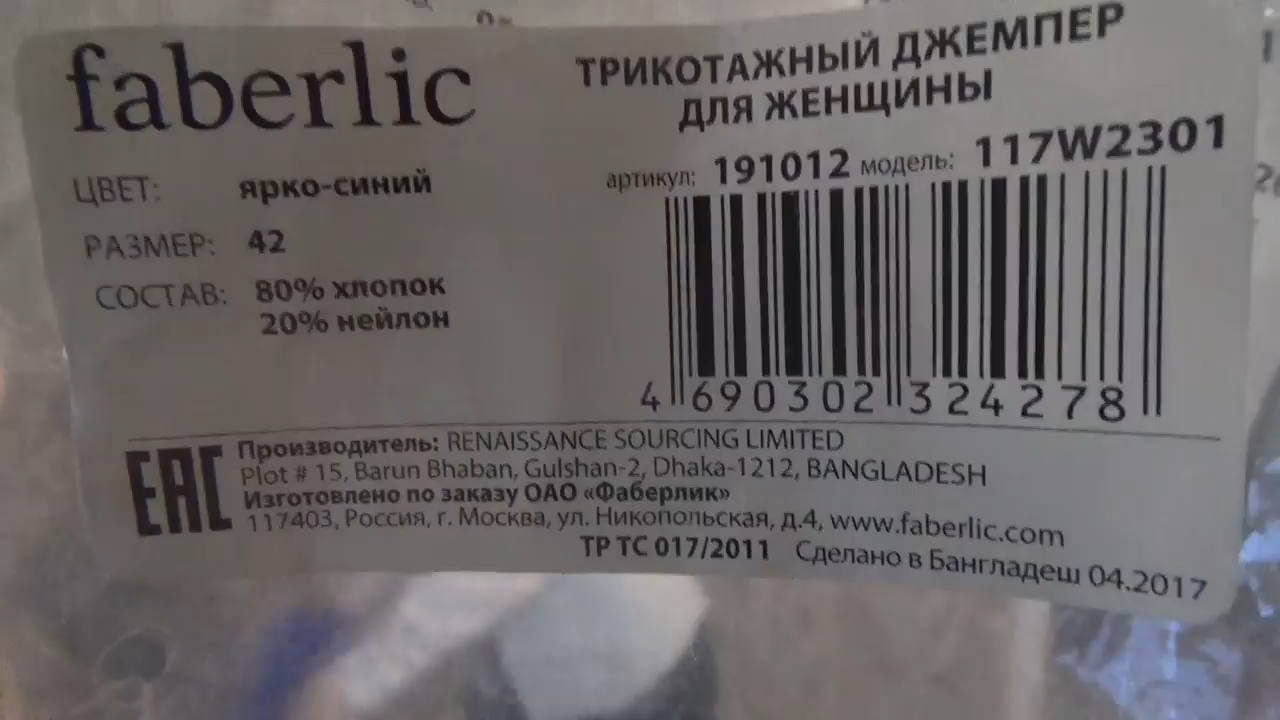 faberlic
ТРИКОТАЖНЫЙ ДЖЕМПЕР
ДЛЯ ЖЕНЩИНЫ
артикул: 191012 модель: 117W2301
ЦВЕТ: ярко-синий
РАЗМЕР: 42
СОСТАВ: 80% хлопок
20% нейлон
4 690302 324278
EAC
Производитель: RENAISSANCE SOURCING LIMITED
Plot # 15, Barun Bhaban, Gulshan-2, Dhaka-1212, BANGLADESH
Изготовлено по заказу ОАО «Фаберлик»
117403, Россия, г. Москва, ул. Никопольская, д.4, www.faberlic.com
ТР ТС 017/2011 Сделано в Бангладеш 04.2017